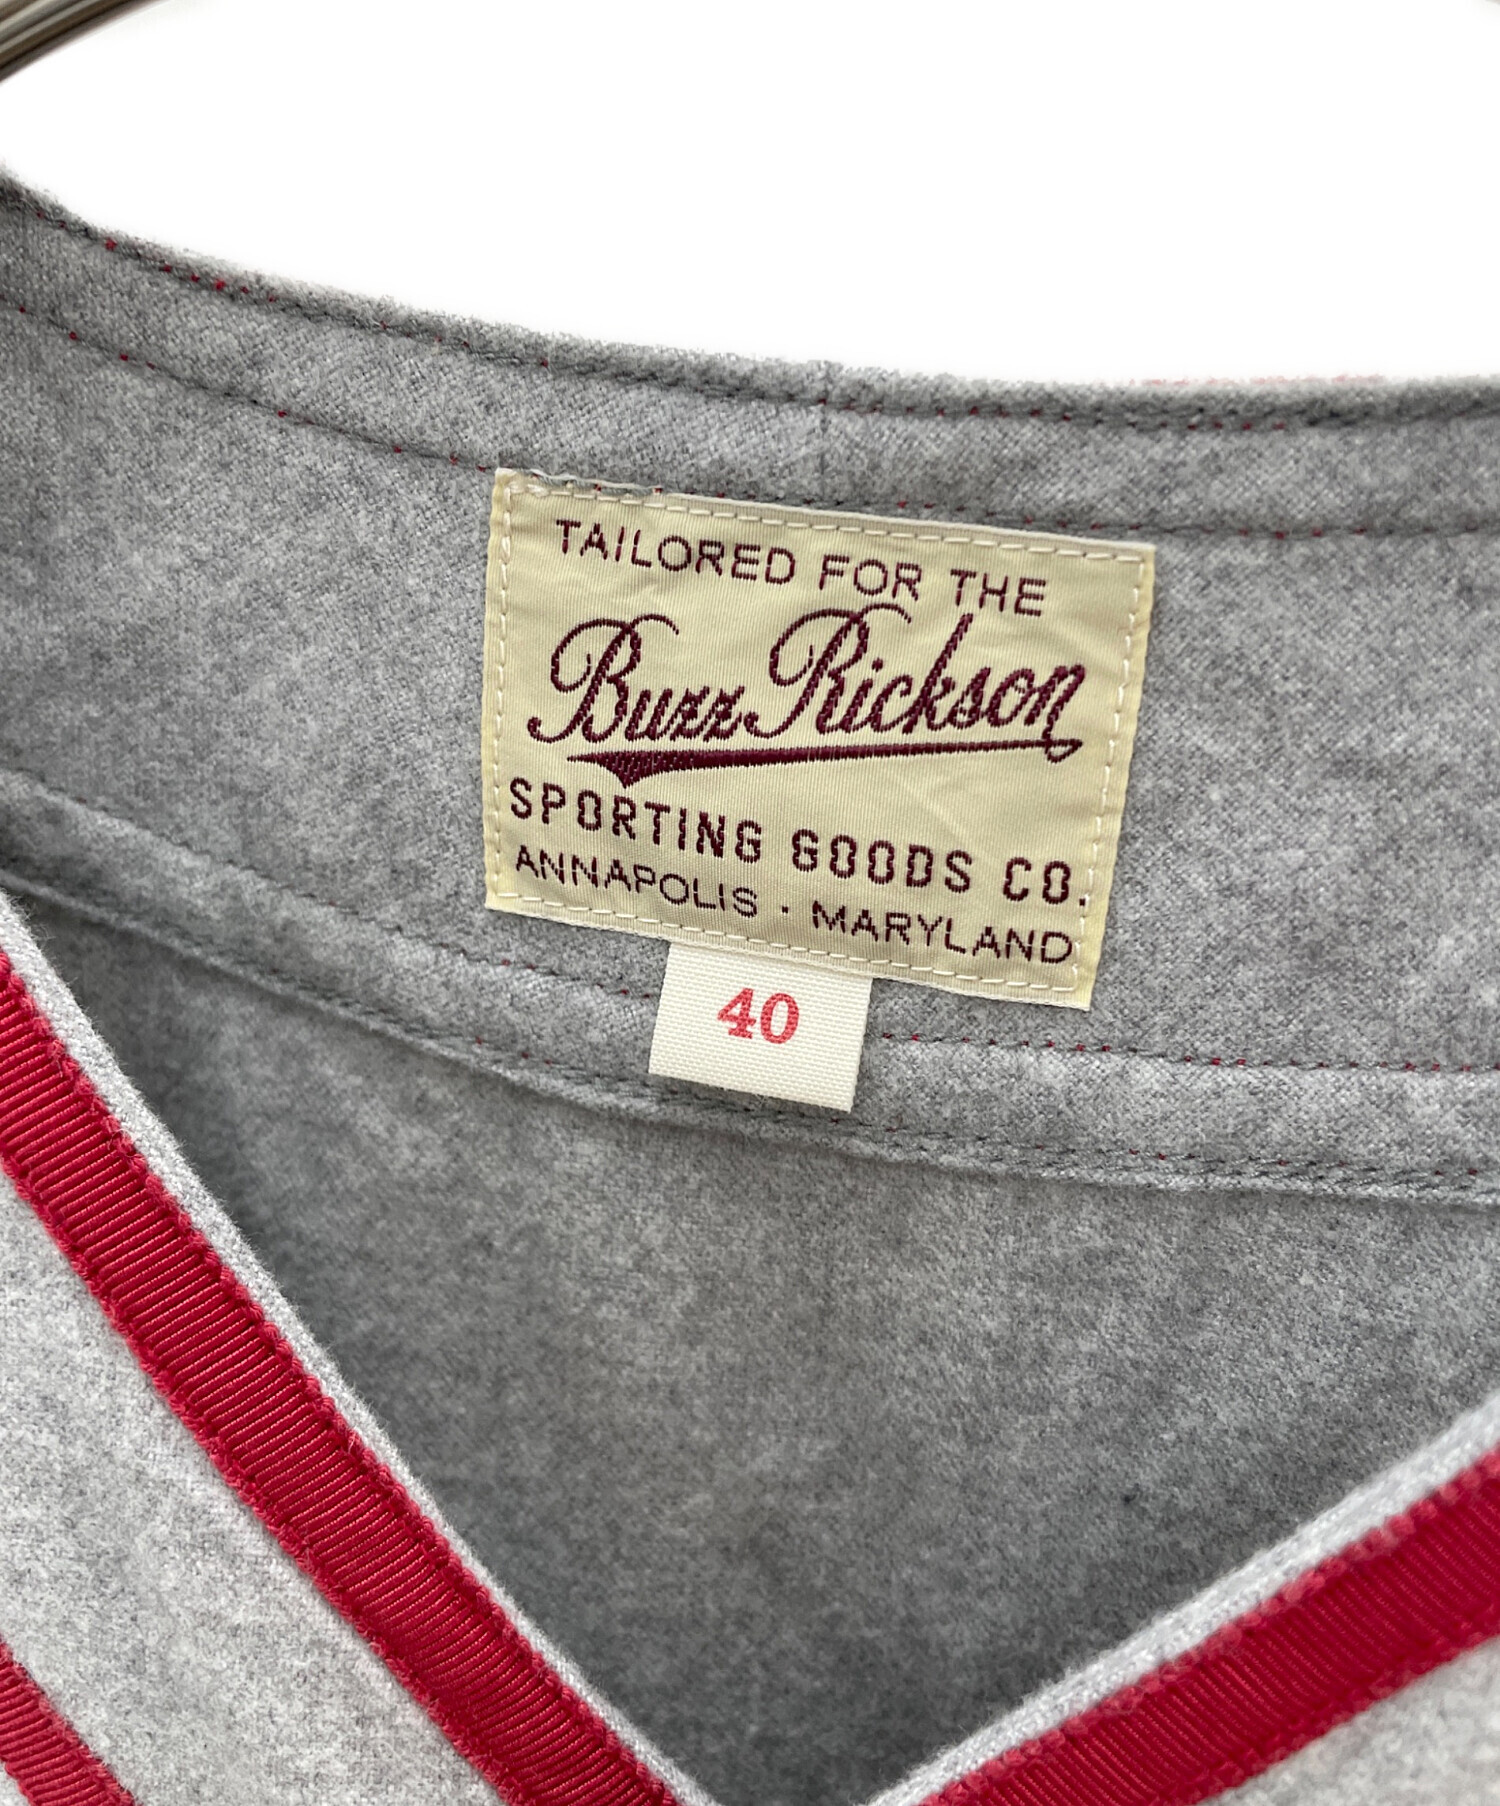 TAILORED FOR THE
Buzz Rickson
SPORTING GOODS CO.
ANNAPOLIS · MARYLAND
40